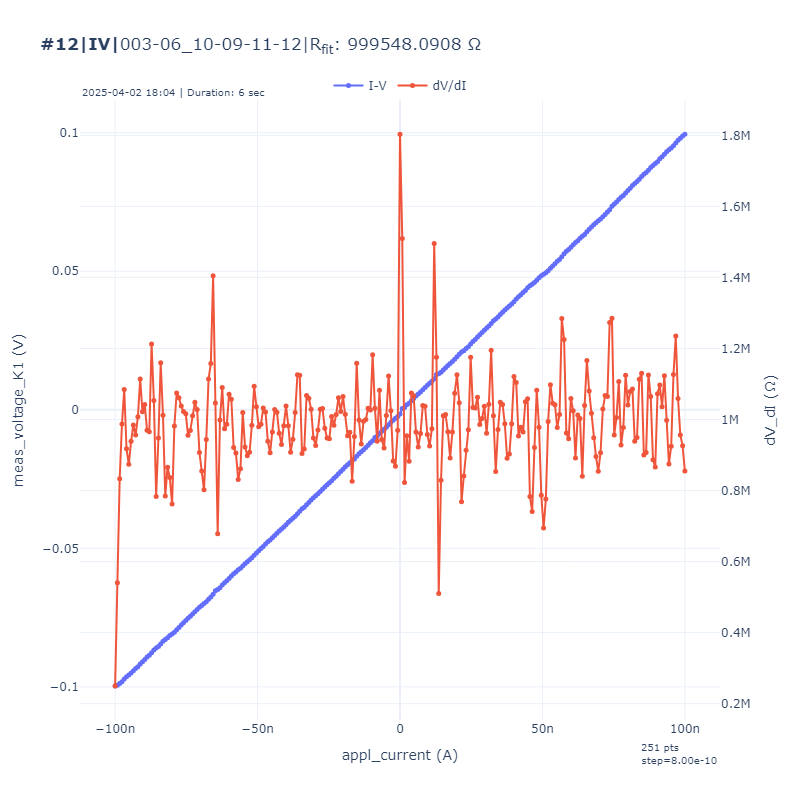 #12|IV|003-06_10-09-11-12|Rfit: 999548.0908 Ω
2025-04-02 18:04 | Duration: 6 sec
I-V
dV/dI
0.1
0.05
0
−0.05
−0.1
meas_voltage_K1 (V)
1.8M
1.6M
1.4M
1.2M
1M
0.8M
0.6M
0.4M
0.2M
dV_dI (Ω)
−100n
−50n
0
50n
100n
appl_current (A)
251 pts
step=8.00e-10